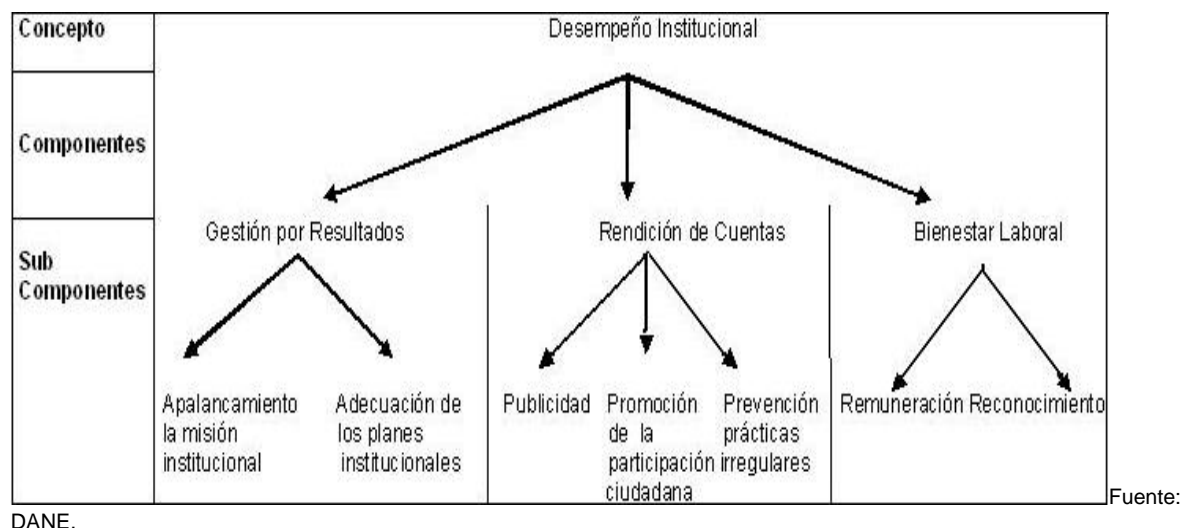 Concepto
Desempeño Institucional
Componentes
Gestión por Resultados
Rendición de Cuentas
Bienestar Laboral
Sub
Componentes
Apalancamiento
la misión
institucional
Adecuación de
los planes
institucionales
Publicidad
Promoción
de la
participación
ciudadana
Prevención
prácticas
irregulares
Remuneración
Reconocimiento
Fuente:
DANE.